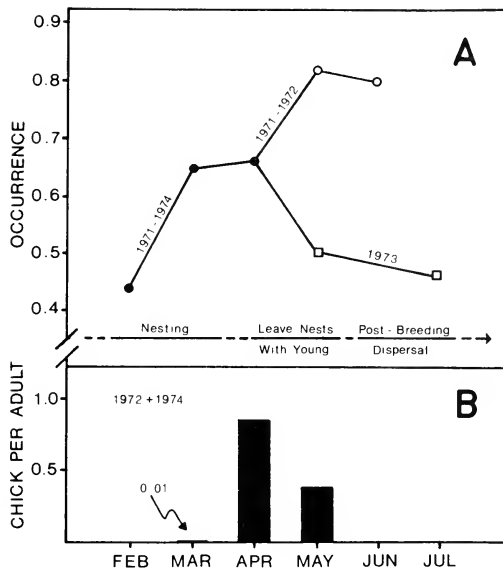 A
0.9
0.8
0.7
0.6
0.5
0.4
OCCURRENCE
1971-1974
1971-1972
1973
Nesting
Leave Nests
With Young
Post-Breeding
Dispersal
B
1.0
0.5
CHICK PER ADULT
1972 + 1974
0 01
FEB MAR APR MAY JUN JUL